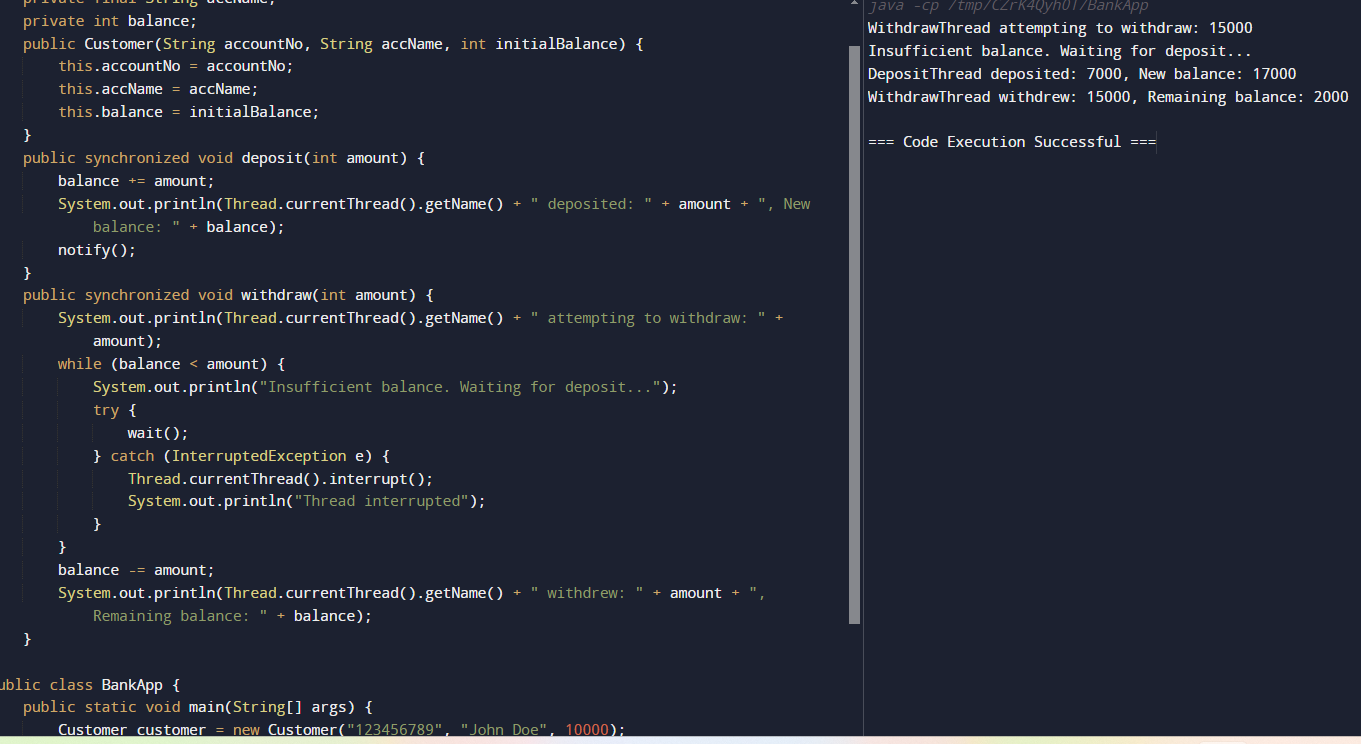 private final String accName;
private int balance;
public Customer(String accountNo, String accName, int initialBalance) {
this.accountNo = accountNo;
this.accName = accName;
this.balance = initialBalance;
}
public synchronized void deposit(int amount) {
balance += amount;
System.out.println(Thread.currentThread().getName() + " deposited: " + amount + ", New
balance: " + balance);
notify();
}
public synchronized void withdraw(int amount) {
System.out.println(Thread.currentThread().getName() + " attempting to withdraw: " +
amount);
while (balance < amount) {
System.out.println("Insufficient balance. Waiting for deposit...");
try {
wait();
} catch (InterruptedException e) {
Thread.currentThread().interrupt();
System.out.println("Thread interrupted");
}
}
balance -= amount;
System.out.println(Thread.currentThread().getName() + " withdrew: " + amount + ",
Remaining balance: " + balance);
}
ublic class BankApp {
public static void main(String[] args) {
Customer customer = new Customer("123456789", "John Doe", 10000);
java -cp /tmp/CZrK4Qyh0T/BankApp
WithdrawThread attempting to withdraw: 15000
Insufficient balance. Waiting for deposit...
DepositThread deposited: 7000, New balance: 17000
WithdrawThread withdrew: 15000, Remaining balance: 2000
=== Code Execution Successful ===